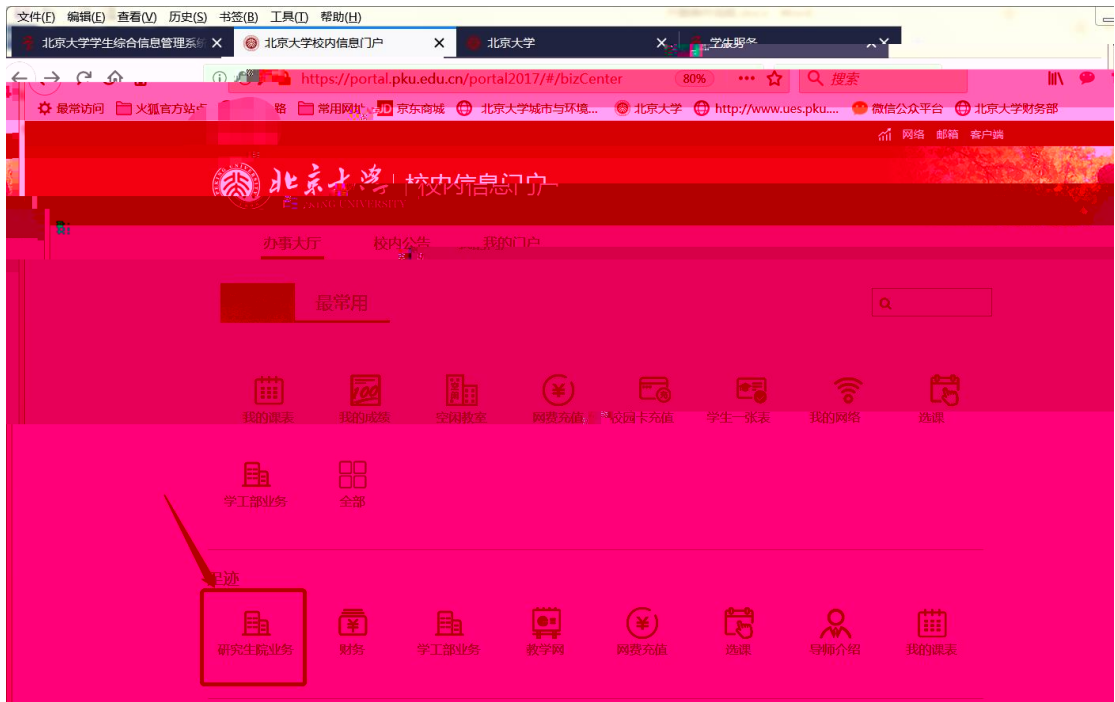 文件(F) 编辑(E) 查看(V) 历史(S) 书签(B) 工具(T) 帮助(H)
北京大学学生综合信息管理系统 北京大学校内信息门户 北京大学
https://portal.pku.edu.cn/portal2017/#/bizCenter 80% 搜索
最常访问 火狐官方站点 常用网址 JD 京东商城 北京大学城市与环境... 北京大学 http://www.ues.pku.... 微信公众平台 北京大学财务部
网络 邮箱 客户端
北京大学 校内信息门户
办事大厅 校内公告 我的门户
最常用
我的课表 我的成绩 空闲教室 网费充值 校园卡充值 学生一张表 我的网络 选课
学工部业务 全部
足迹
研究生院业务 财务 学工部业务 教学网 网费充值 选课 导师介绍 我的课表